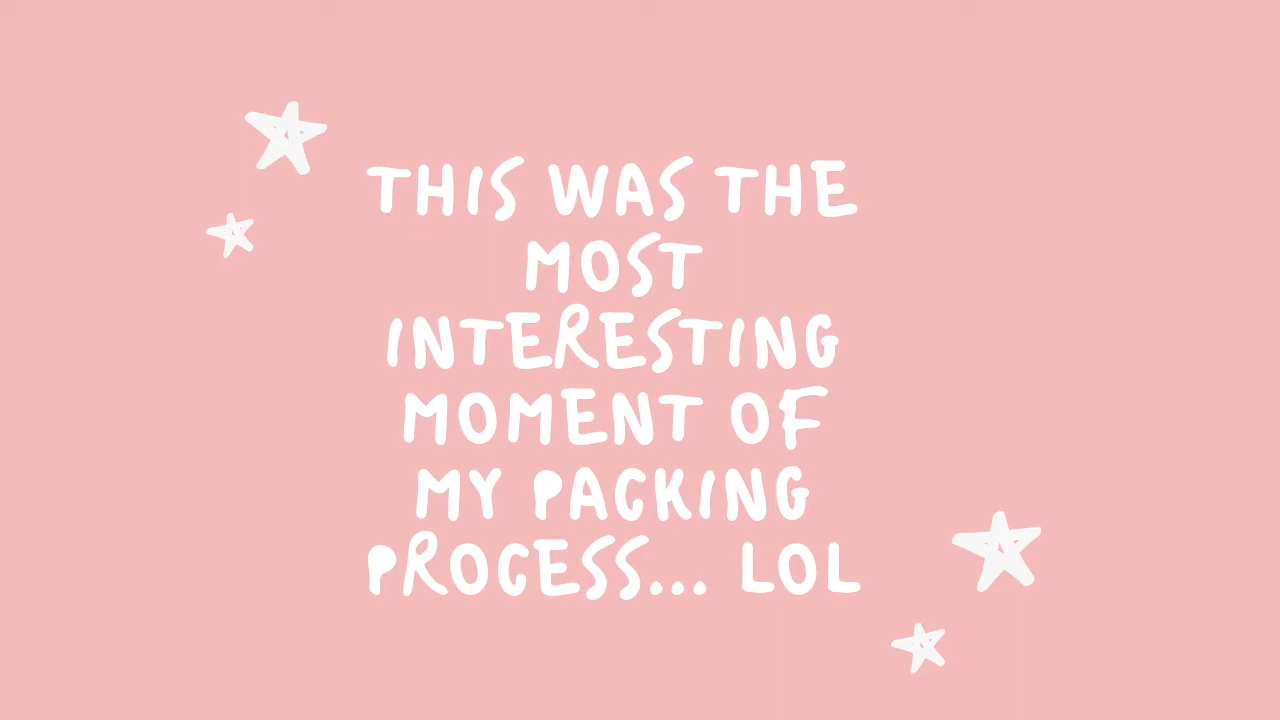 THIS WAS THE
MOST
INTERESTING
MOMENT OF
MY PACKING
PROCESS... LOL